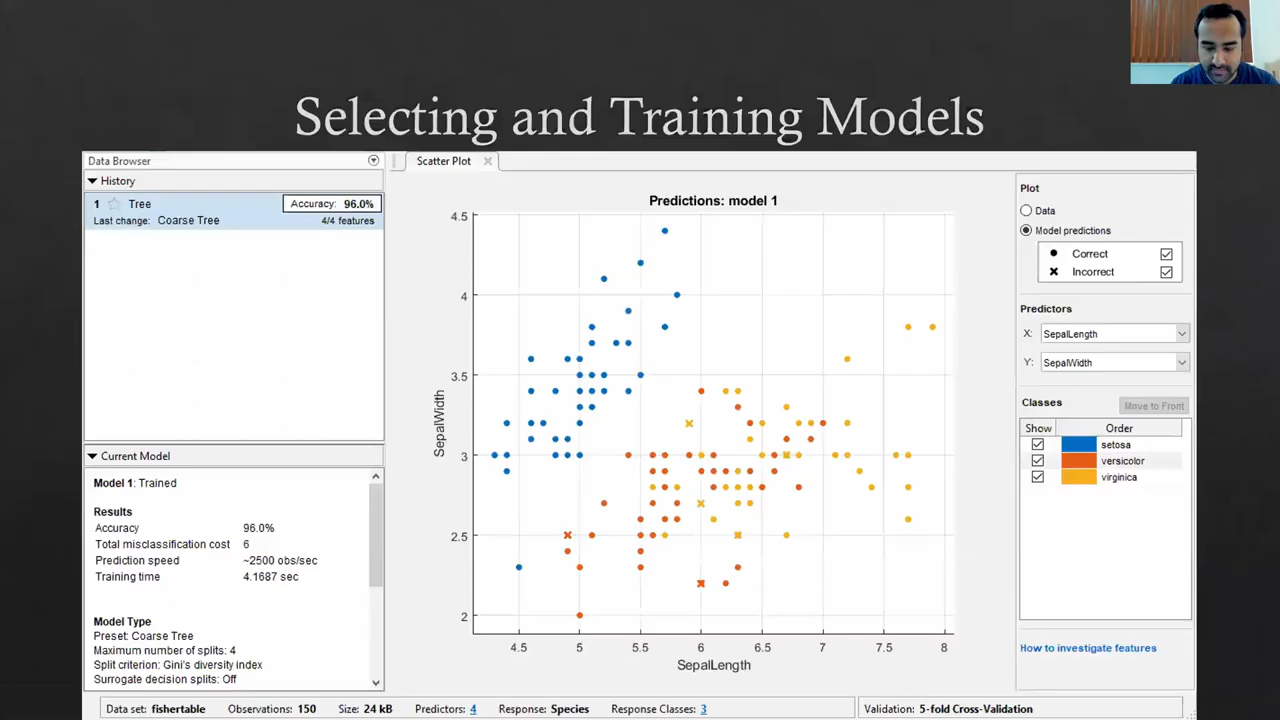 Selecting and Training Models
Data Browser
History
1 Tree Accuracy: 96.0%
Last change: Coarse Tree 4/4 features
Current Model
Model 1: Trained
Results
Accuracy 96.0%
Total misclassification cost 6
Prediction speed ~2500 obs/sec
Training time 4.1687 sec
Model Type
Preset: Coarse Tree
Maximum number of splits: 4
Split criterion: Gini's diversity index
Surrogate decision splits: Off
Scatter Plot
Predictions: model 1
4.5
4
3.5
3
2.5
2
SepalWidth
4.5 5 5.5 6 6.5 7 7.5 8
SepalLength
Plot
Data
Model predictions
Correct
Incorrect
Predictors
X: SepalLength
Y: SepalWidth
Classes Move to Front
Show Order
setosa
versicolor
virginica
How to investigate features
Data set: fishertable Observations: 150 Size: 24 kB Predictors: 4 Response: Species Response Classes: 3 Validation: 5-fold Cross-Validation